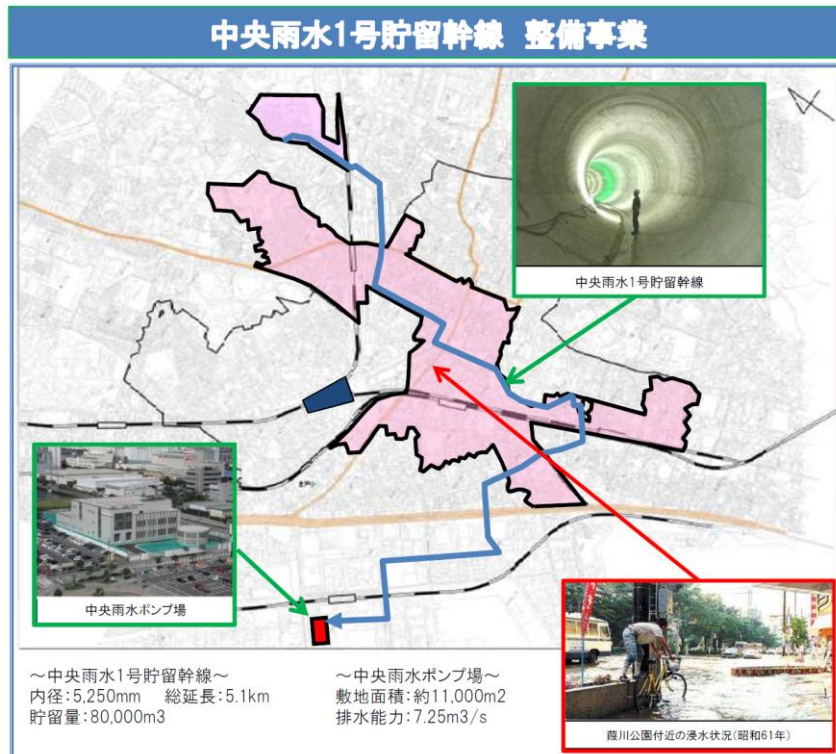 中央雨水1号貯留幹線 整備事業
中央雨水1号貯留幹線
中央雨水ポンプ場
～中央雨水1号貯留幹線～
内径:5,250mm 総延長:5.1km
貯留量:80,000m3
～中央雨水ポンプ場～
敷地面積:約11,000m2
排水能力:7.25m3/s
葭川公園付近の浸水状況(昭和61年)